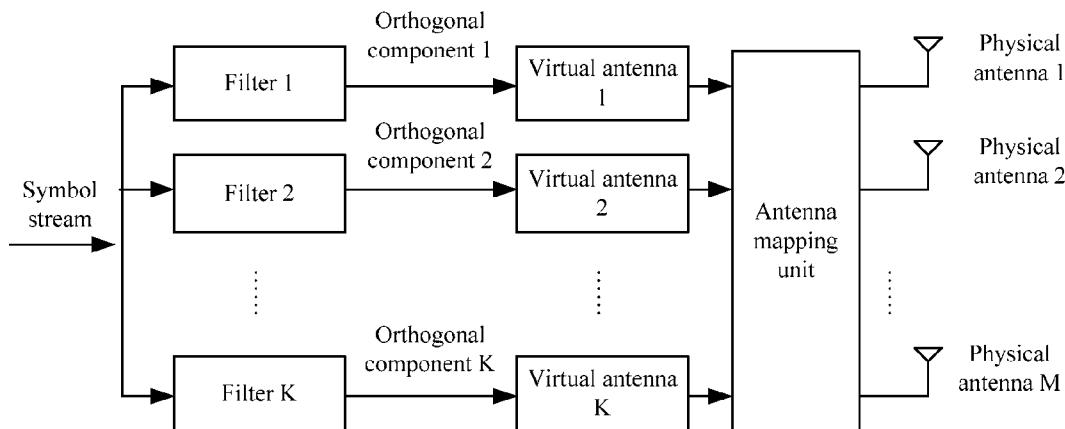 Symbol
stream
Filter 1
Orthogonal
component 1
Virtual antenna
1
Filter 2
Orthogonal
component 2
Virtual antenna
2
Filter K
Orthogonal
component K
Virtual antenna
K
Antenna
mapping
unit
Physical
antenna 1
Physical
antenna 2
Physical
antenna M